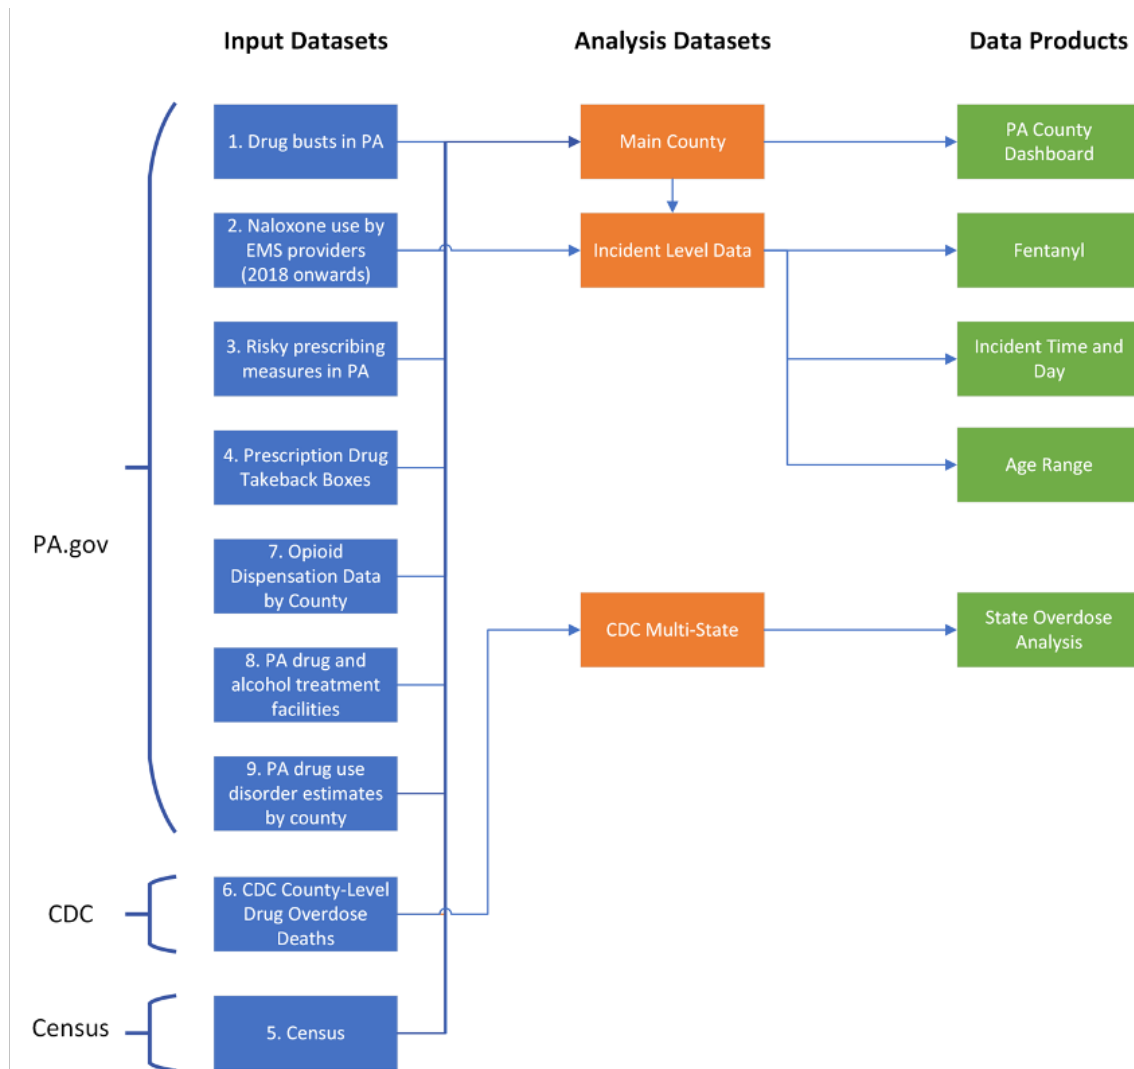 Input Datasets
Analysis Datasets
Data Products
1. Drug busts in PA
Main County
PA County
Dashboard
2. Naloxone use by
EMS providers
(2018 onwards)
Incident Level Data
Fentanyl
3. Risky prescribing
measures in PA
Incident Time and
Day
4. Prescription Drug
Takeback Boxes
Age Range
PA.gov
7. Opioid
Dispensation Data
by County
CDC Multi-State
State Overdose
Analysis
8. PA drug and
alcohol treatment
facilities
9. PA drug use
disorder estimates
by county
CDC
6. CDC County-Level
Drug Overdose
Deaths
Census
5. Census